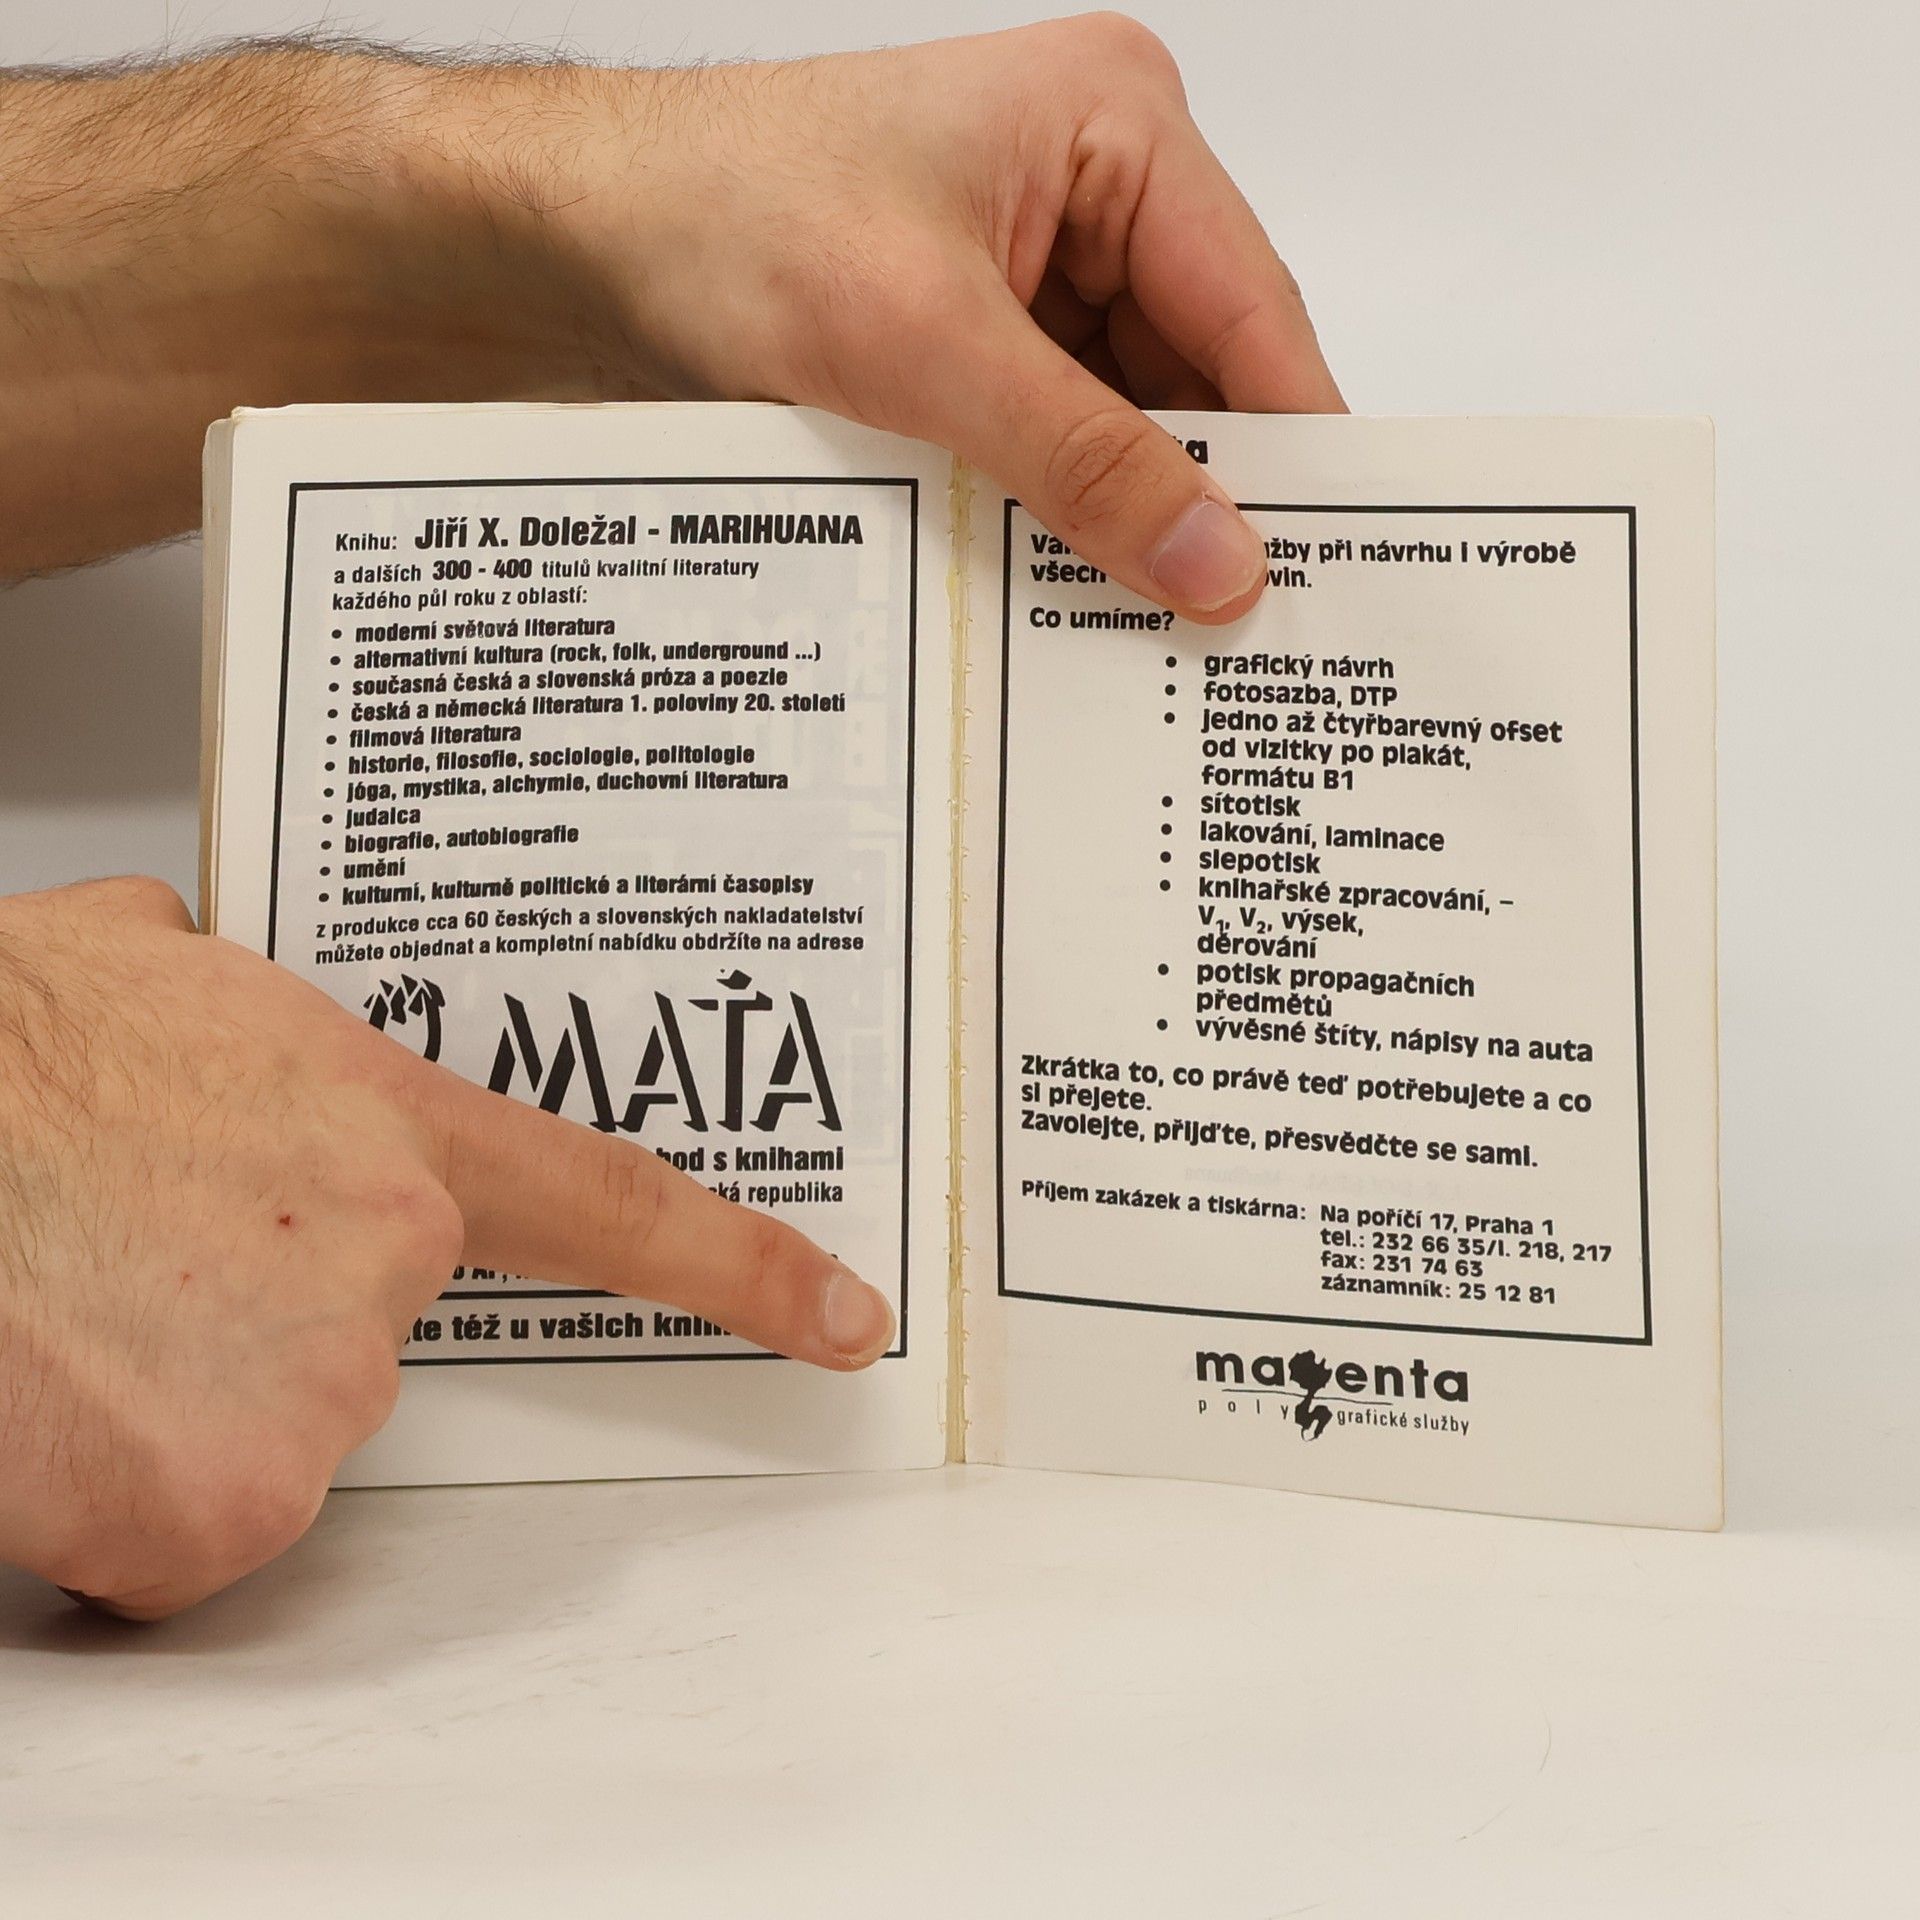 Knihu: Jiří X. Doležal - MARIHUANA
a dalších 300 - 400 titulů kvalitní literatury
každého půl roku z oblastí:
• moderní světová literatura
• alternativní kultura (rock, folk, underground ...)
• současná česká a slovenská próza a poezie
• česká a německá literatura 1. poloviny 20. století
• filmová literatura
• historie, filosofie, sociologie, politologie
• jóga, mystika, alchymie, duchovní literatura
• judaica
• biografie, autobiografie
• umění
• kulturní, kulturně politické a literární časopisy
z produkce cca 60 českých a slovenských nakladatelství
můžete objednat a kompletní nabídku obdržíte na adrese
MAŤA
s knihami
republika
též u vašich
při návrhu i výrobě
všech
Co umíme?
• grafický návrh
• fotosazba, DTP
• jedno až čtyřbarevný ofset
od vizitky po plakát,
formátu B1
• sítotisk
• lakování, laminace
• slepotisk
• knihařské zpracování, –
V₁, V₂, výsek,
děrování
• potisk propagačních
předmětů
• vývěsné štíty, nápisy na auta
Zkrátka to, co právě teď potřebujete a co
si přejete.
Zavolejte, přijďte, přesvědčte se sami.
Příjem zakázek a tiskárna: Na poříčí 17, Praha 1
tel.: 232 66 35/l. 218, 217
fax: 231 74 63
záznamník: 25 12 81
magenta
poly grafické služby